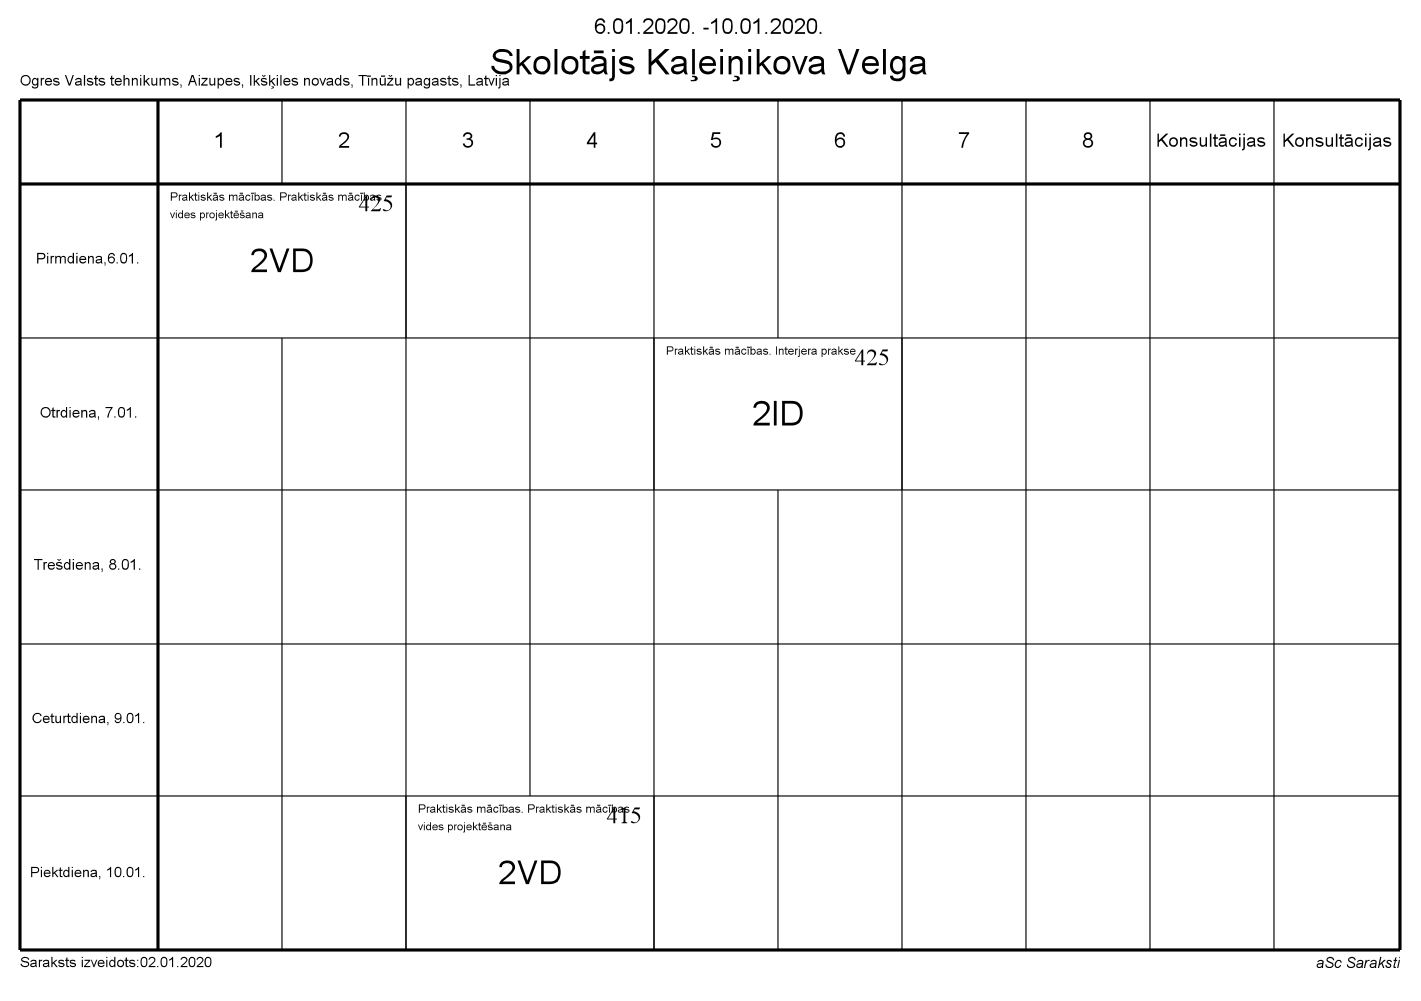 6.01.2020. -10.01.2020.
Skolotājs Kaļeiņikova Velga
Ogres Valsts tehnikums, Aizupes, Ikšķiles novads, Tīnūžu pagasts, Latvija
1 2 3 4 5 6 7 8 Konsultācijas Konsultācijas
Praktiskās mācības. Praktiskās mācības
425
vides projektēšana
Pirmdiena,6.01.
2VD
Praktiskās mācības. Interjera prakse
425
Otrdiena, 7.01.
2ID
Trešdiena, 8.01.
Ceturtdiena, 9.01.
Praktiskās mācības. Praktiskās mācības
415
vides projektēšana
Piektdiena, 10.01.
2VD
Saraksts izveidots:02.01.2020
aSc Saraksti